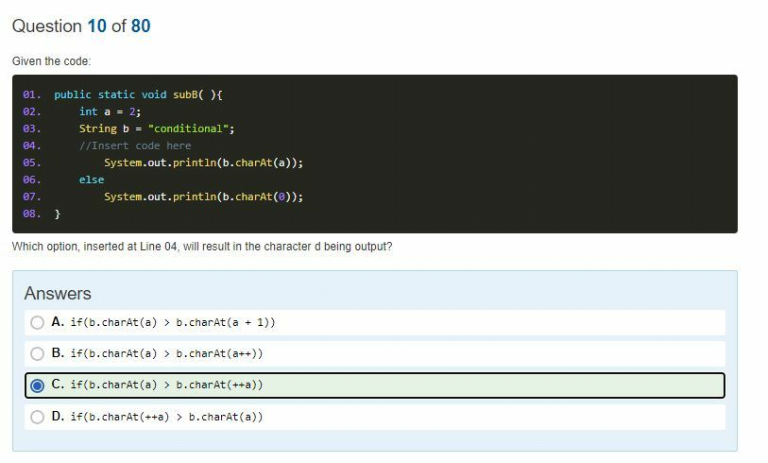 Question 10 of 80
Given the code:
01. public static void subB( ){
02. int a = 2;
03. String b = "conditional";
04. //Insert code here
05. System.out.println(b.charAt(a));
06. else
07. System.out.println(b.charAt(0));
08. }
Which option, inserted at Line 04, will result in the character d being output?
Answers
A. if(b.charAt(a) > b.charAt(a + 1))
B. if(b.charAt(a) > b.charAt(a++))
C. if(b.charAt(a) > b.charAt(++a))
D. if(b.charAt(++a) > b.charAt(a))